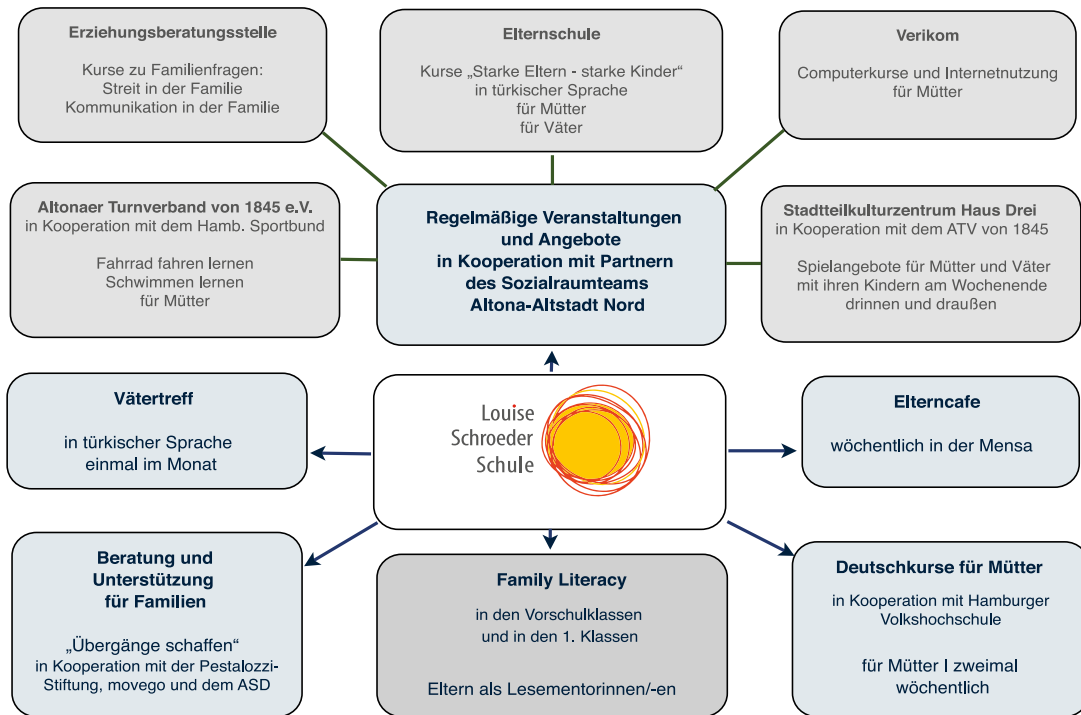 Erziehungsberatungsstelle
Kurse zu Familienfragen:
Streit in der Familie
Kommunikation in der Familie
Elternschule
Kurse „Starke Eltern - starke Kinder“
in türkischer Sprache
für Mütter
für Väter
Verikom
Computerkurse und Internetnutzung
für Mütter
Altonaer Turnverband von 1845 e.V.
in Kooperation mit dem Hamb. Sportbund
Fahrrad fahren lernen
Schwimmen lernen
für Mütter
Regelmäßige Veranstaltungen
und Angebote
in Kooperation mit Partnern
des Sozialraumteams
Altona-Altstadt Nord
Stadtteilkulturzentrum Haus Drei
in Kooperation mit dem ATV von 1845
Spielangebote für Mütter und Väter
mit ihren Kindern am Wochenende
drinnen und draußen
Vätertreff
in türkischer Sprache
einmal im Monat
Louise
Schroeder
Schule
Elterncafe
wöchentlich in der Mensa
Beratung und
Unterstützung
für Familien
„Übergänge schaffen“
in Kooperation mit der Pestalozzi-
Stiftung, movego und dem ASD
Family Literacy
in den Vorschulklassen
und in den 1. Klassen
Eltern als Lesementorinnen/-en
Deutschkurse für Mütter
in Kooperation mit Hamburger
Volkshochschule
für Mütter I zweimal
wöchentlich